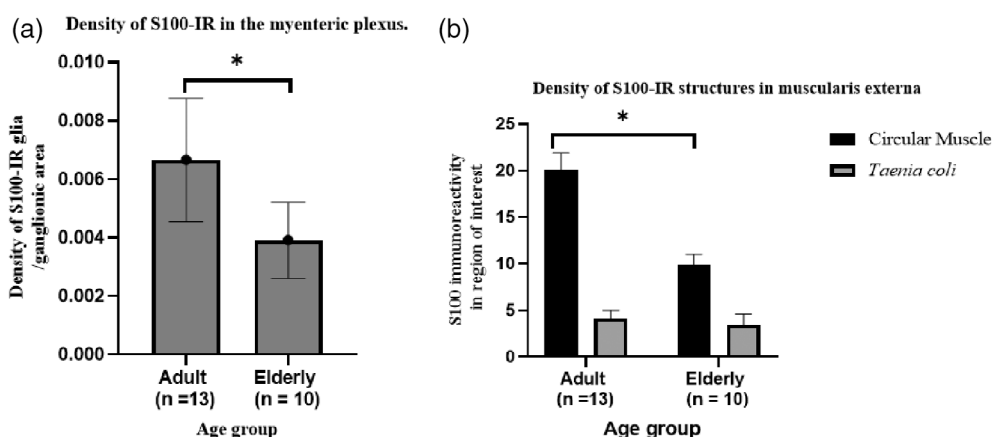 (a)
Density of S100-IR in the myenteric plexus.
0.010
0.008
0.006
0.004
0.002
0.000
Density of S100-IR glia
/ganglionic area
*
Adult
(n =13)
Elderly
(n = 10)
Age group
(b)
Density of S100-IR structures in muscularis externa
25
20
15
10
5
0
S100 immunoreactivity
in region of interest
*
Circular Muscle
Taenia coli
Adult
(n =13)
Elderly
(n = 10)
Age group